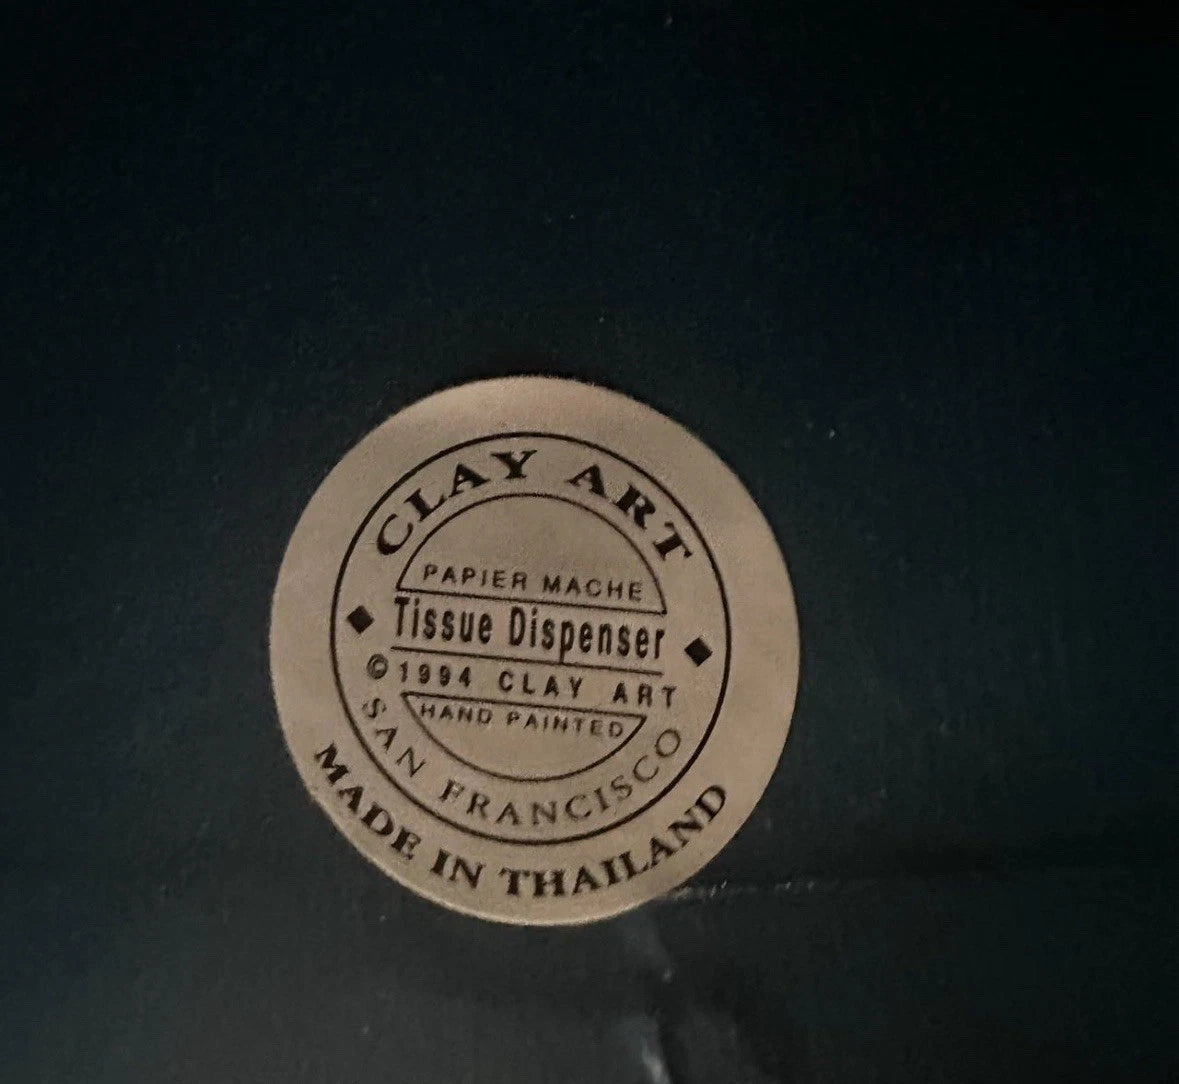 CLAY ART
PAPIER MACHE
Tissue Dispenser
©1994 CLAY ART
HAND PAINTED
SAN FRANCISCO
MADE IN THAILAND